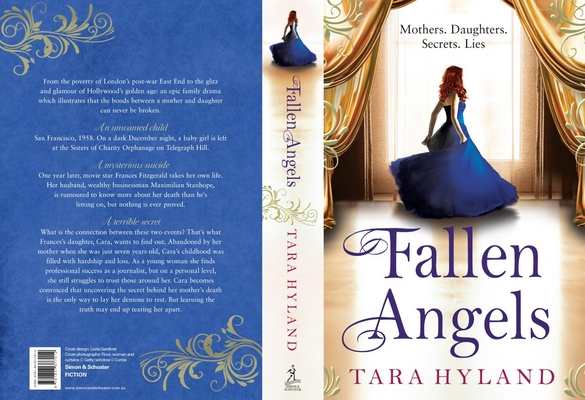 From the poverty of London's post-war East End to the glitz
and glamour of Hollywood's golden age: an epic family drama
which illustrates that the bonds between a mother and daughter
can never be broken.
An unnamed child
San Francisco, 1958. On a dark December night, a baby girl is left
at the Sisters of Charity Orphanage on Telegraph Hill.
A mysterious suicide
One year later, movie star Frances Fitzgerald takes her own life.
Her husband, wealthy businessman Maximilian Stanhope,
is rumoured to know more about her death than he's
letting on, but nothing is ever proved.
A terrible secret
What is the connection between these two events? That's what
Frances's daughter, Cara, wants to find out. Abandoned by her
mother when she was just seven years old, Cara's childhood was
filled with hardship and loss. As a young woman she finds
professional success as a journalist, but on a personal level,
she still struggles to trust those around her. Cara becomes
convinced that uncovering the secret behind her mother's death
is the only way to lay her demons to rest. But learning the
truth may end up tearing her apart.
Simon & Schuster
FICTION
Fallen Angels
TARA HYLAND
Mothers. Daughters.
Secrets. Lies
Fallen
Angels
TARA HYLAND